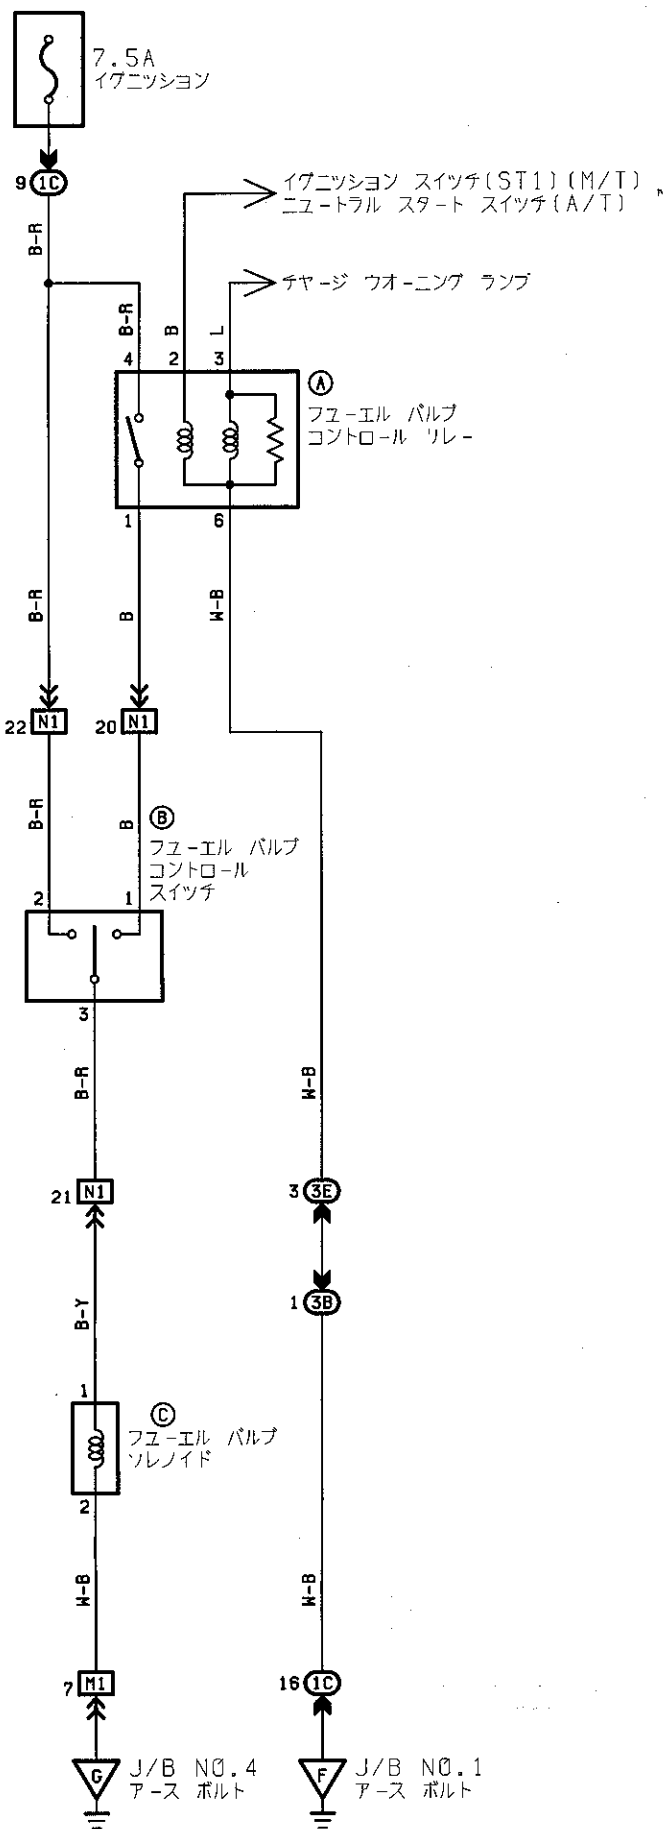 7.5A
イグニッション
9 1C
イグニッション スイッチ(ST1)(M/T)
ニュートラル スタート スイッチ(A/T)
B-R
チャージ ウオーニング ランプ
B-R
B
L
4
2
3
A
フューエル バルブ
コントロール リレー
1
6
B-R
B
W-B
22 N1
20 N1
B-R
B
B
フューエル バルブ
コントロール
スイッチ
2
1
3
B-R
W-B
21 N1
3 3E
1 3B
B-Y
1
C
フューエル バルブ
ソレノイド
2
W-B
W-B
7 M1
16 1C
G
J/B NO.4
アース ボルト
F
J/B NO.1
アース ボルト